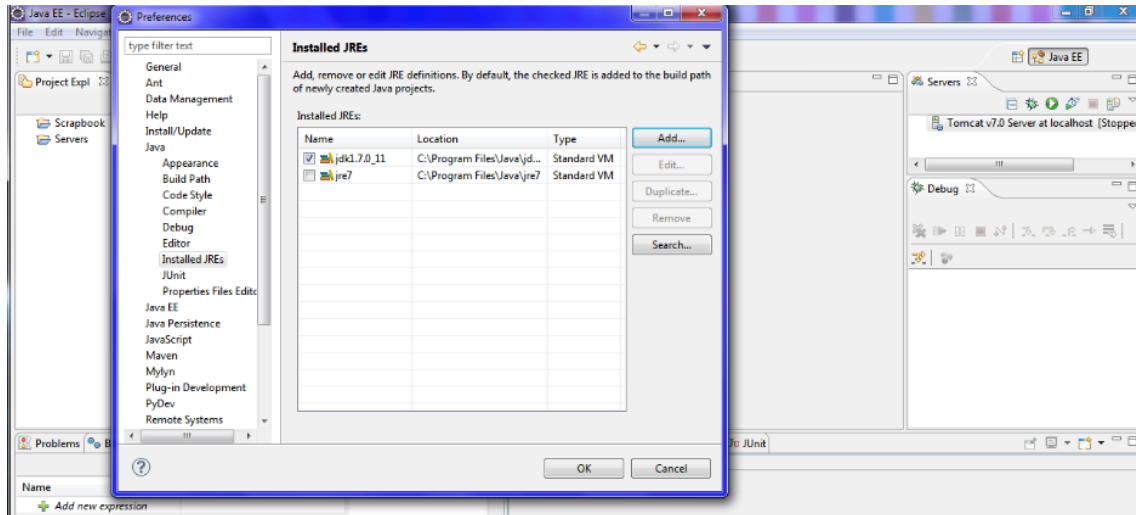 Java EE - Eclipse
Preferences
File Edit Navigat
type filter text
Installed JREs
Add, remove or edit JRE definitions. By default, the checked JRE is added to the build path
of newly created Java projects.
Installed JREs:
Name Location Type
jdk1.7.0_11 C:\Program Files\Java\jd... Standard VM
jre7 C:\Program Files\Java\jre7 Standard VM
Add...
Edit...
Duplicate...
Remove
Search...
General
Ant
Data Management
Help
Install/Update
Java
Appearance
Build Path
Code Style
Compiler
Debug
Editor
Installed JREs
JUnit
Properties Files Edito
Java EE
Java Persistence
JavaScript
Maven
Mylyn
Plug-in Development
PyDev
Remote Systems
OK
Cancel
Project Expl
Scrapbook
Servers
Java EE
Servers
Tomcat v7.0 Server at localhost [Stoppe
Debug
Problems
B
JUnit
Name
Add new expression